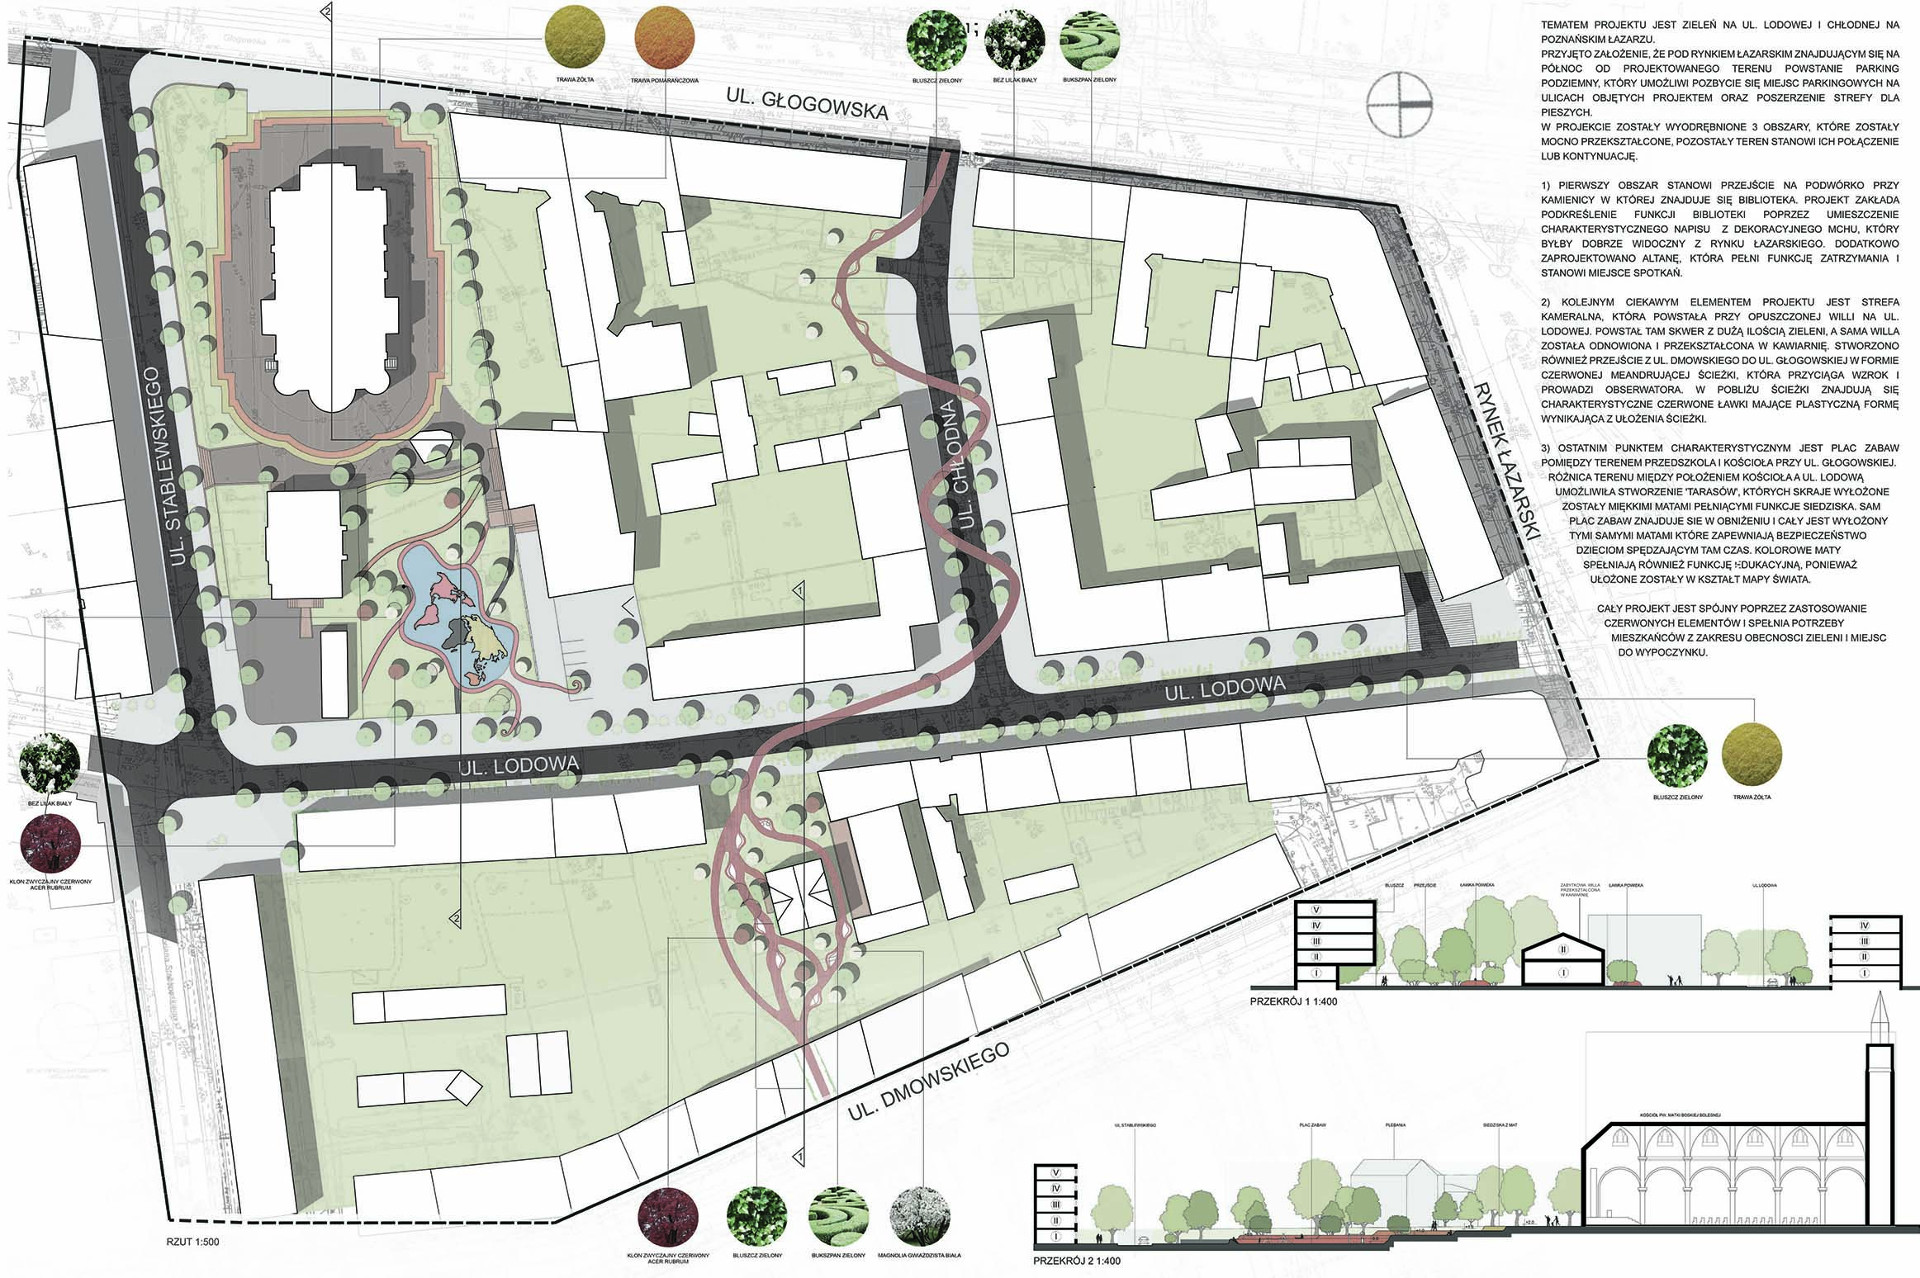 TEMATEM PROJEKTU JEST ZIELEŃ NA UL. LODOWEJ I CHŁODNEJ NA
POZNAŃSKIM ŁAZARZU.
PRZYJĘTO ZAŁOŻENIE, ŻE POD RYNKIEM ŁAZARSKIM ZNAJDUJĄCYM SIĘ NA
PÓŁNOC OD PROJEKTOWANEGO TERENU POWSTANIE PARKING
PODZIEMNY, KTÓRY UMOŻLIWI POZBYCIE SIĘ MIEJSC PARKINGOWYCH NA
ULICACH OBJĘTYCH PROJEKTEM ORAZ POSZERZENIE STREFY DLA
PIESZYCH.
W PROJEKCIE ZOSTAŁY WYODRĘBNIONE 3 OBSZARY, KTÓRE ZOSTAŁY
MOCNO PRZEKSZTAŁCONE, POZOSTAŁY TEREN STANOWI ICH POŁĄCZENIE
LUB KONTYNUACJĘ.
1) PIERWSZY OBSZAR STANOWI PRZEJŚCIE NA PODWÓRKO PRZY
KAMIENICY W KTÓREJ ZNAJDUJE SIĘ BIBLIOTEKA. PROJEKT ZAKŁADA
PODKREŚLENIE FUNKCJI BIBLIOTEKI POPRZEZ UMIESZCZENIE
CHARAKTERYSTYCZNEGO NAPISU Z DEKORACYJNEGO MCHU, KTÓRY
BYŁBY DOBRZE WIDOCZNY Z RYNKU ŁAZARSKIEGO. DODATKOWO
ZAPROJEKTOWANO ALTANĘ, KTÓRA PEŁNI FUNKCJĘ ZATRZYMANIA I
STANOWI MIEJSCE SPOTKAŃ.
2) KOLEJNYM CIEKAWYM ELEMENTEM PROJEKTU JEST STREFA
KAMERALNA, KTÓRA POWSTAŁA PRZY OPUSZCZONEJ WILLI NA UL.
LODOWEJ. POWSTAŁ TAM SKWER Z DUŻĄ ILOŚCIĄ ZIELENI, A SAMA WILLA
ZOSTAŁA ODNOWIONA I PRZEKSZTAŁCONA W KAWIARNIĘ. STWORZONO
RÓWNIEŻ PRZEJŚCIE Z UL. DMOWSKIEGO DO UL. GŁOGOWSKIEJ W FORMIE
CZERWONEJ MEANDRUJĄCEJ ŚCIEŻKI, KTÓRA PRZYCIĄGA WZROK I
PROWADZI OBSERWATORA. W POBLIŻU ŚCIEŻKI ZNAJDUJĄ SIĘ
CHARAKTERYSTYCZNE CZERWONE ŁAWKI MAJĄCE PLASTYCZNĄ FORMĘ
WYNIKAJĄCA Z UŁOŻENIA ŚCIEŻKI.
3) OSTATNIM PUNKTEM CHARAKTERYSTYCZNYM JEST PLAC ZABAW
POMIĘDZY TERENEM PRZEDSZKOLA I KOŚCIOŁA PRZY UL. GŁOGOWSKIEJ.
RÓŻNICA TERENU MIĘDZY POŁOŻENIEM KOŚCIOŁA A UL. LODOWĄ
UMOŻLIWIŁA STWORZENIE 'TARASÓW', KTÓRYCH SKRAJE WYŁOŻONE
ZOSTAŁY MIĘKKIMI MATAMI PEŁNIĄCYMI FUNKCJE SIEDZISKA. SAM
PLAC ZABAW ZNAJDUJE SIE W OBNIŻENIU I CAŁY JEST WYŁOŻONY
TYMI SAMYMI MATAMI KTÓRE ZAPEWNIAJĄ BEZPIECZEŃSTWO
DZIECIOM SPĘDZAJĄCYM TAM CZAS. KOLOROWE MATY
SPEŁNIAJĄ RÓWNIEŻ FUNKCJĘ EDUKACYJNĄ, PONIEWAŻ
UŁOŻONE ZOSTAŁY W KSZTAŁT MAPY ŚWIATA.
CAŁY PROJEKT JEST SPÓJNY POPRZEZ ZASTOSOWANIE
CZERWONYCH ELEMENTÓW I SPEŁNIA POTRZEBY
MIESZKAŃCÓW Z ZAKRESU OBECNOSCI ZIELENI I MIEJSC
DO WYPOCZYNKU.
TRAWA ŻÓŁTA
TRAWA POMARAŃCZOWA
BLUSZCZ ZIELONY
BEZ LILAK BIAŁY
BUKSZPAN ZIELONY
UL. GŁOGOWSKA
UL. STABLEWSKIEGO
UL. CHŁODNA
RYNEK ŁAZARSKI
UL. LODOWA
UL. LODOWA
UL. DMOWSKIEGO
2
1
2
1
BEZ LILAK BIAŁY
KLON ZWYCZAJNY CZERWONY
ACER RUBRUM
BLUSZCZ ZIELONY
TRAWA ŻÓŁTA
KLON ZWYCZAJNY CZERWONY
ACER RUBRUM
BLUSZCZ ZIELONY
BUKSZPAN ZIELONY
MAGNOLIA GWIAŹDZISTA BIAŁA
RZUT 1:500
BLUSZCZ
PRZEJŚCIE
ZABYTKOWA WILLA
PRZEKSZTAŁCONA
W KAWIARNIE
UL LODOWA
V
IV
III
II
I
II
I
IV
III
II
I
PRZEKRÓJ 1 1:400
UL STABLEWSKIEGO
PLAC ZABAW
PLEBANIA
SIEDZISKA Z MAT
KOŚCIÓŁ PW. MATKI BOSKIEJ BOLESNEJ
V
IV
III
II
I
PRZEKRÓJ 2 1:400